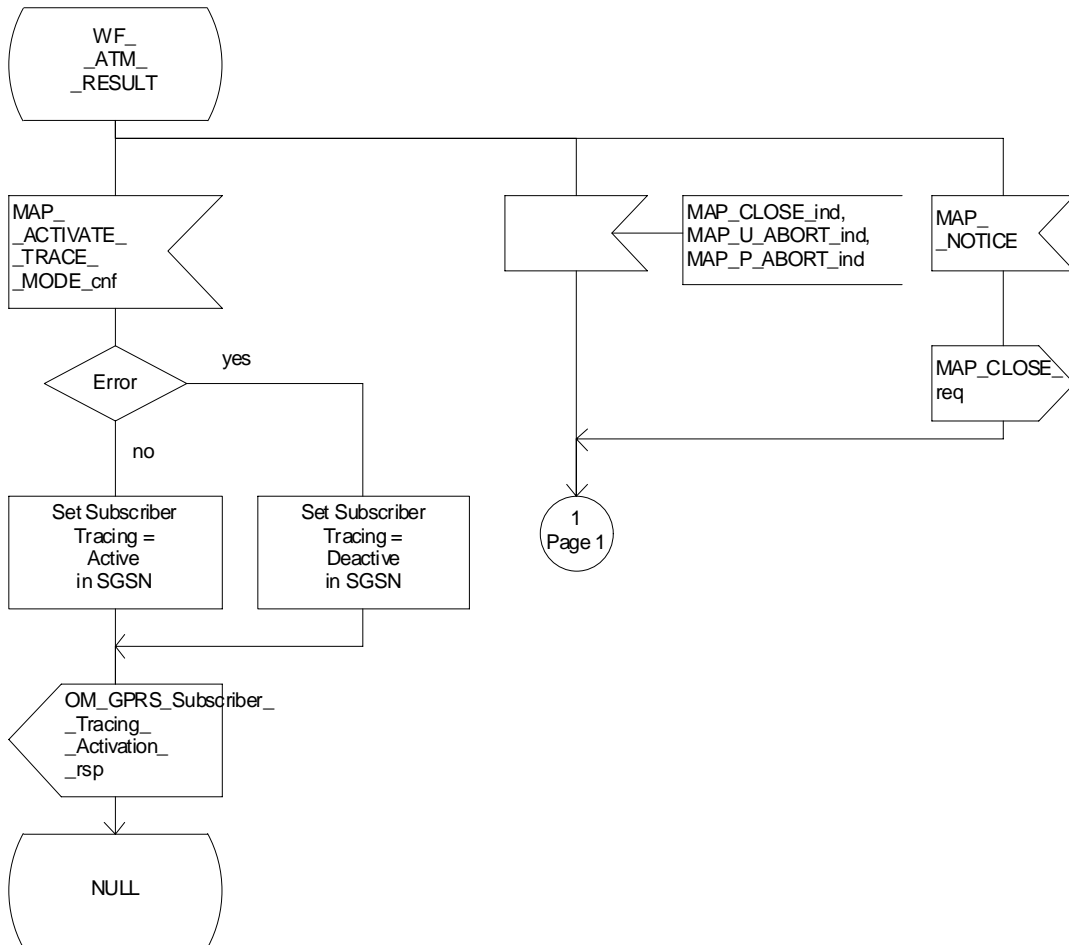 WF_
_ATM_
_RESULT
MAP_
_ACTIVATE_
_TRACE_
_MODE_cnf
MAP_CLOSE_ind,
MAP_U_ABORT_ind,
MAP_P_ABORT_ind
MAP_
_NOTICE
Error
yes
no
MAP_CLOSE_
req
Set Subscriber
Tracing =
Active
in SGSN
Set Subscriber
Tracing =
Deactive
in SGSN
1
Page 1
OM_GPRS_Subscriber_
_Tracing_
_Activation_
_rsp
NULL